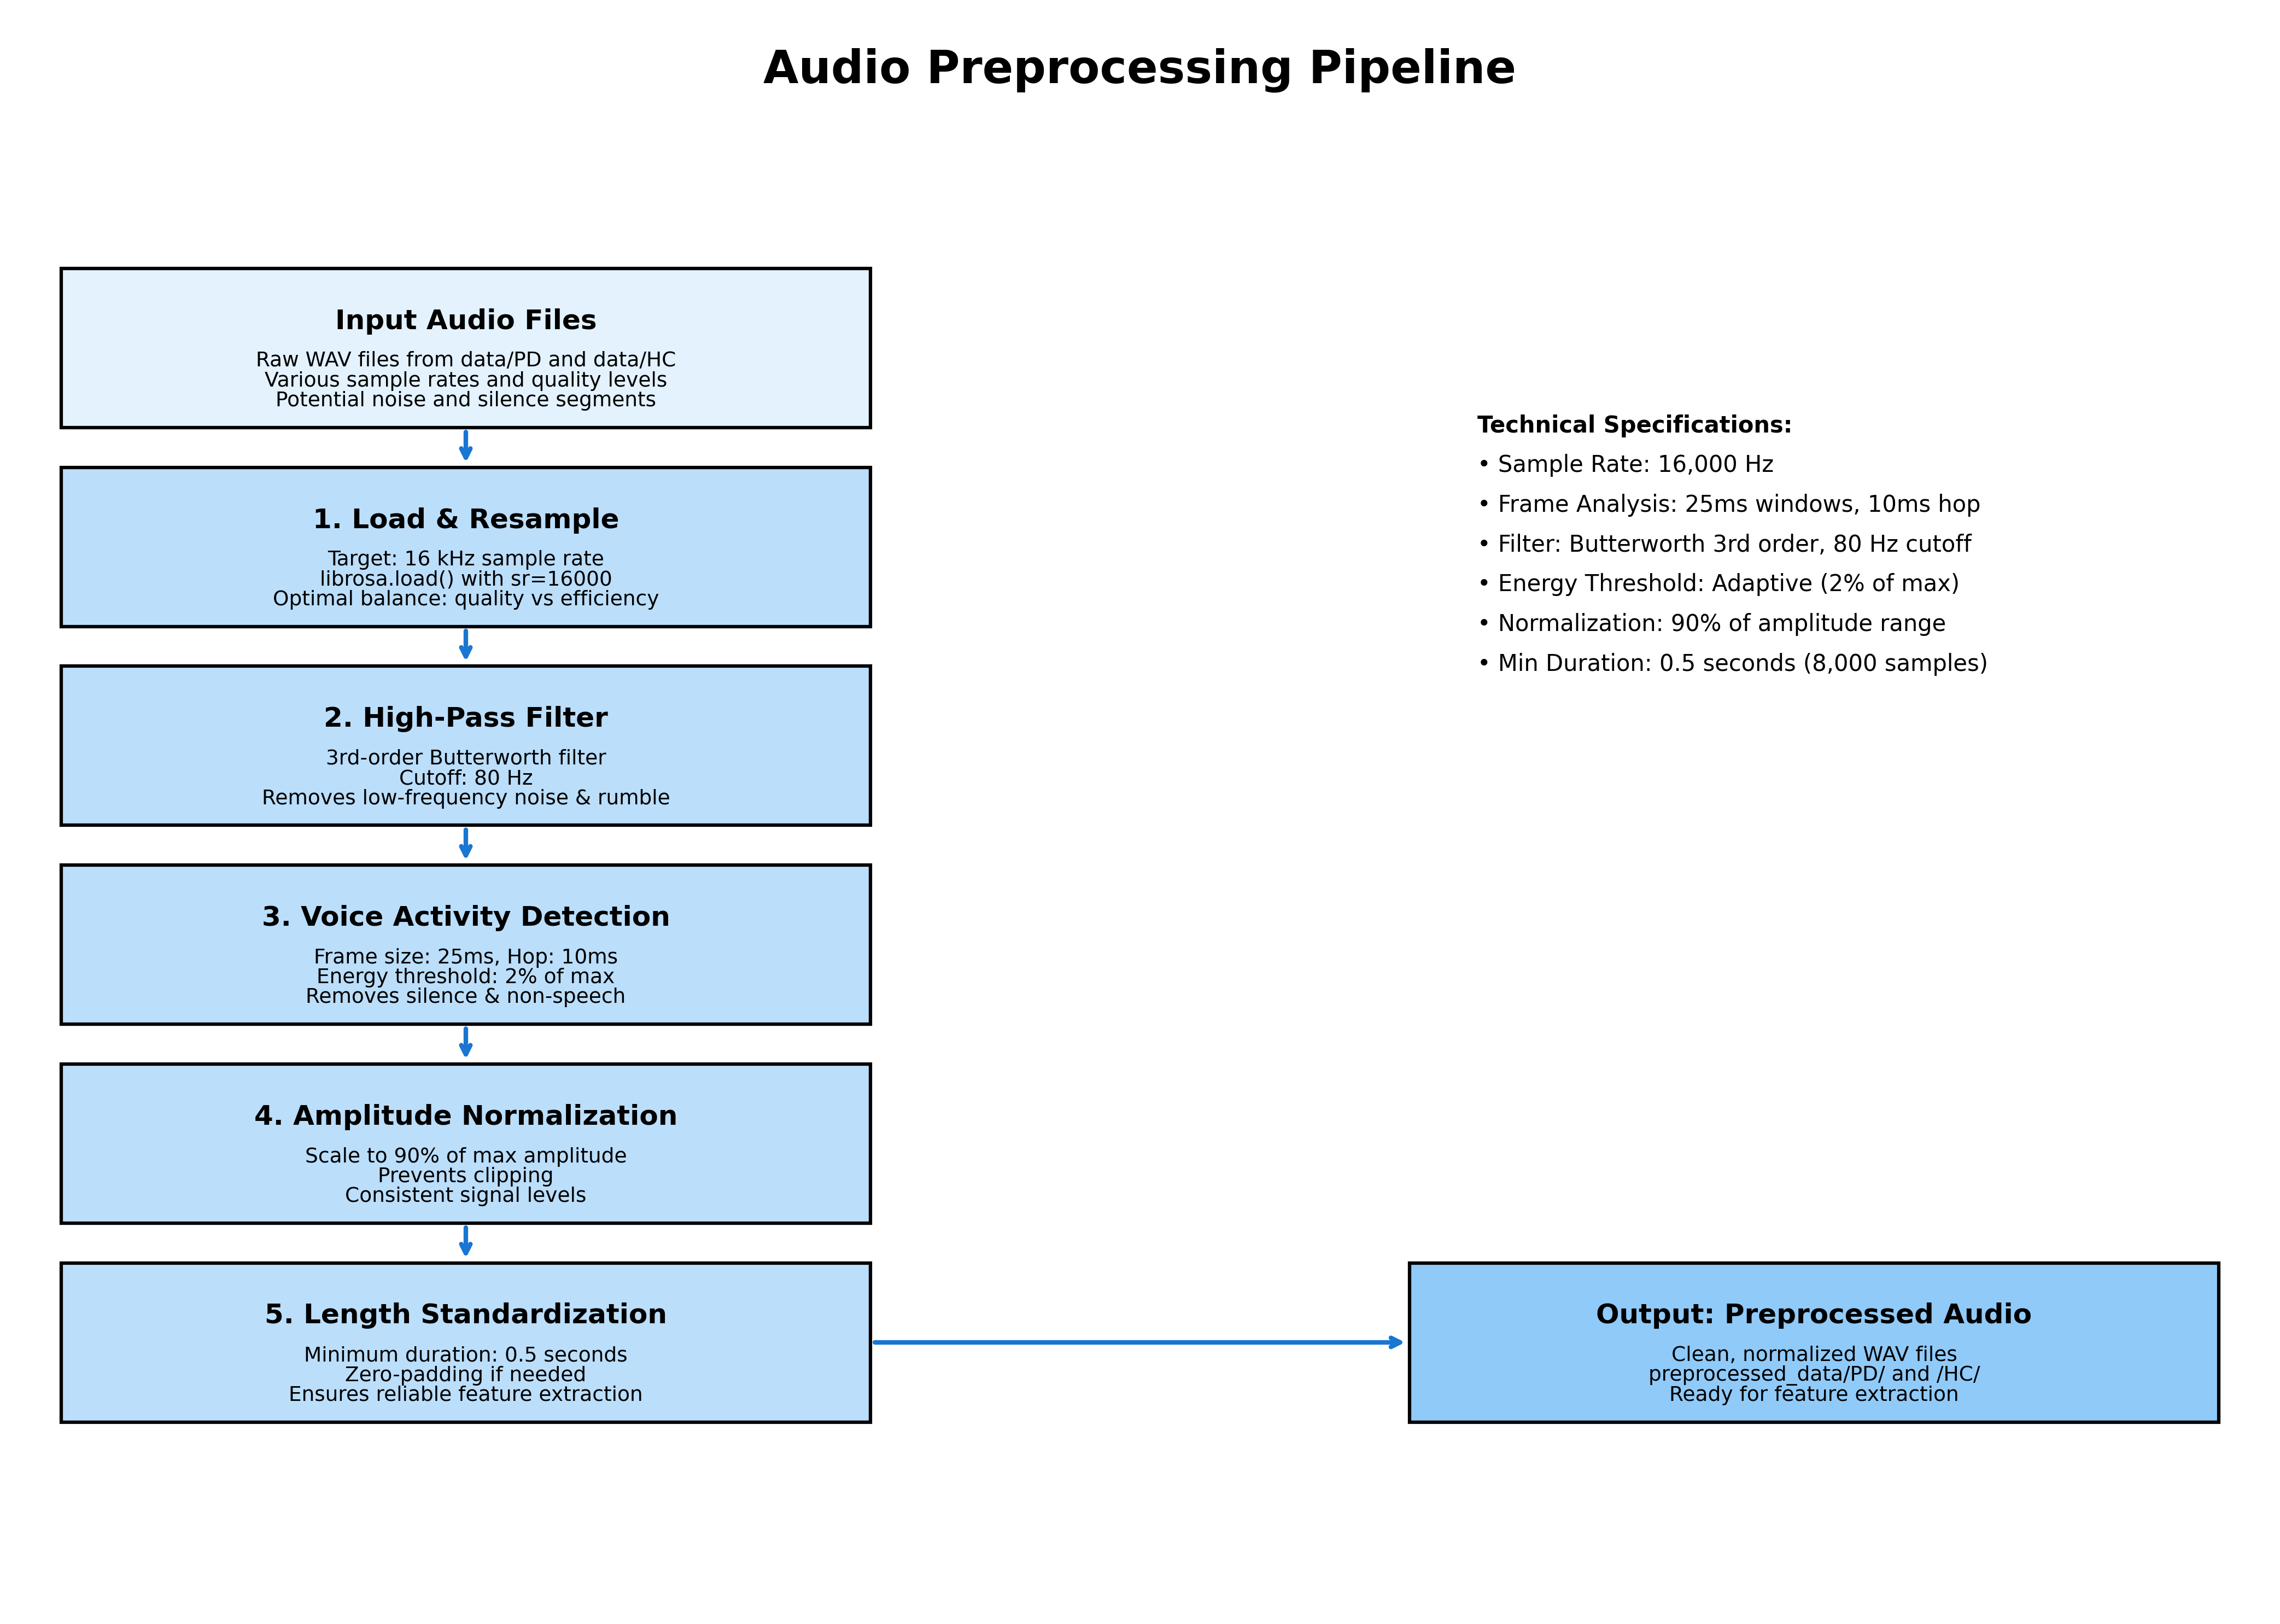 Audio Preprocessing Pipeline
Input Audio Files
Raw WAV files from data/PD and data/HC
Various sample rates and quality levels
Potential noise and silence segments
1. Load & Resample
Target: 16 kHz sample rate
librosa.load() with sr=16000
Optimal balance: quality vs efficiency
2. High-Pass Filter
3rd-order Butterworth filter
Cutoff: 80 Hz
Removes low-frequency noise & rumble
3. Voice Activity Detection
Frame size: 25ms, Hop: 10ms
Energy threshold: 2% of max
Removes silence & non-speech
4. Amplitude Normalization
Scale to 90% of max amplitude
Prevents clipping
Consistent signal levels
5. Length Standardization
Minimum duration: 0.5 seconds
Zero-padding if needed
Ensures reliable feature extraction
Technical Specifications:
• Sample Rate: 16,000 Hz
• Frame Analysis: 25ms windows, 10ms hop
• Filter: Butterworth 3rd order, 80 Hz cutoff
• Energy Threshold: Adaptive (2% of max)
• Normalization: 90% of amplitude range
• Min Duration: 0.5 seconds (8,000 samples)
Output: Preprocessed Audio
Clean, normalized WAV files
preprocessed_data/PD/ and /HC/
Ready for feature extraction